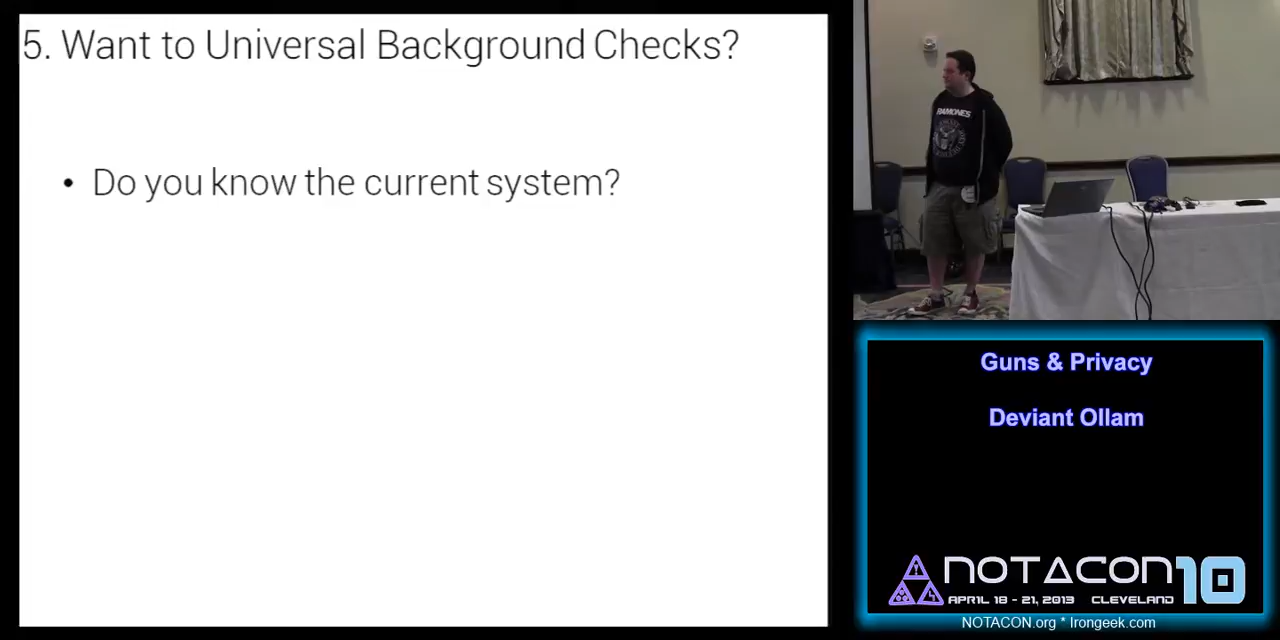 5. Want to Universal Background Checks?
• Do you know the current system?
RAMONES
Guns & Privacy
Deviant Ollam
NOTACON 10
APRIL 18 - 21, 2013 CLEVELAND
NOTACON.org * Irongeek.com